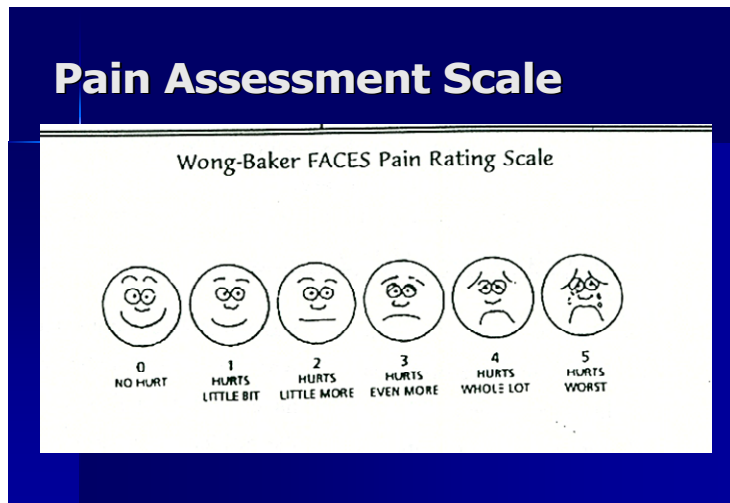 Pain Assessment Scale
Wong-Baker FACES Pain Rating Scale
0
NO HURT
1
HURTS
LITTLE BIT
2
HURTS
LITTLE MORE
3
HURTS
EVEN MORE
4
HURTS
WHOLE LOT
5
HURTS
WORST